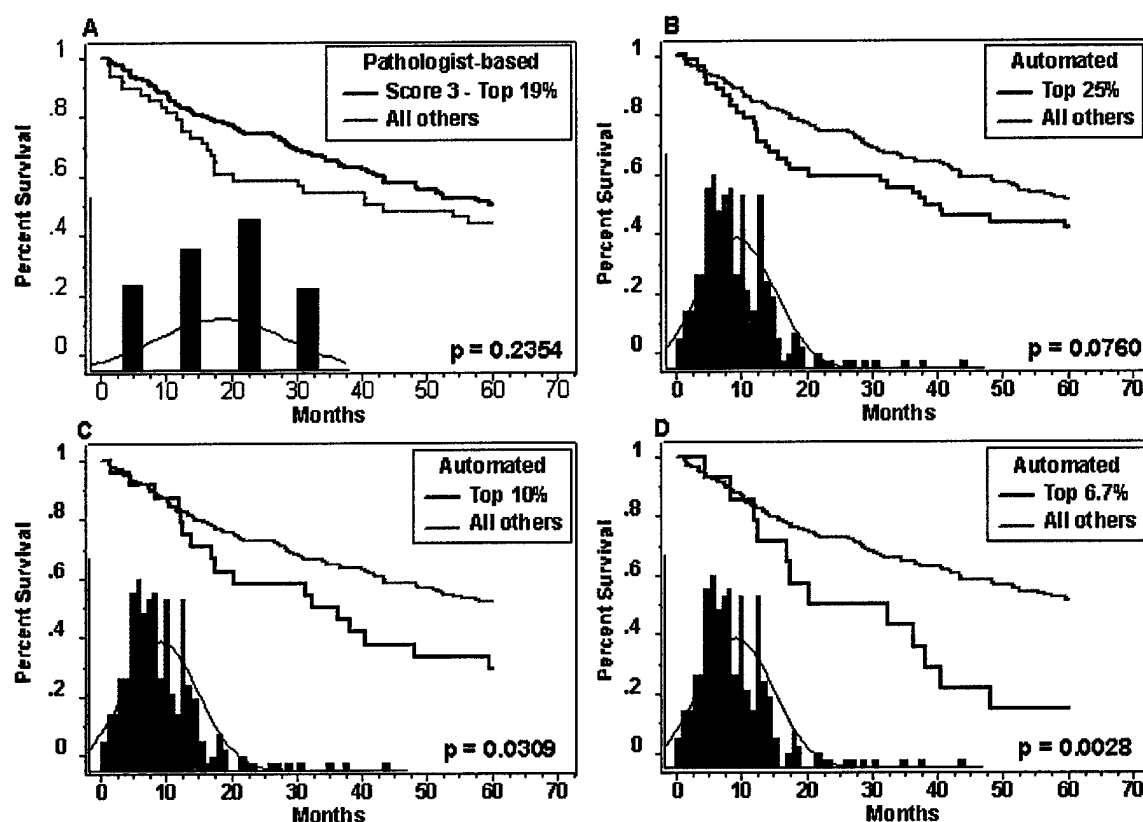 A
Pathologist-based
Score 3 - Top 19%
All others
Percent Survival
1
.8
.6
.4
.2
0
p = 0.2354
0 10 20 30 40 50 60 70
Months
B
Automated
Top 25%
All others
Percent Survival
1
.8
.6
.4
.2
0
p = 0.0760
0 10 20 30 40 50 60 70
Months
C
Automated
Top 10%
All others
Percent Survival
1
.8
.6
.4
.2
0
p = 0.0309
0 10 20 30 40 50 60 70
Months
D
Automated
Top 6.7%
All others
Percent Survival
1
.8
.6
.4
.2
0
p = 0.0028
0 10 20 30 40 50 60 70
Months